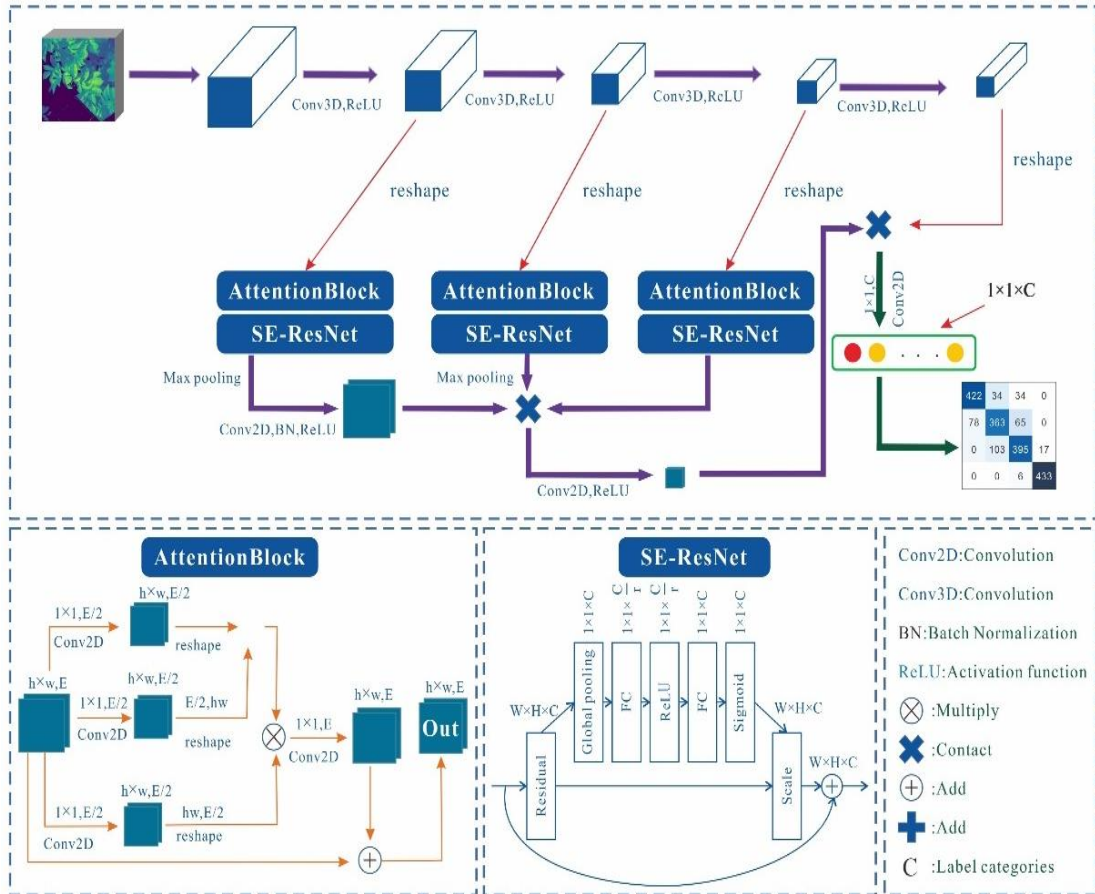 Conv3D,ReLU
Conv3D,ReLU
Conv3D,ReLU
Conv3D,ReLU
reshape
reshape
reshape
reshape
AttentionBlock
AttentionBlock
AttentionBlock
SE-ResNet
SE-ResNet
SE-ResNet
1×1,C
Conv2D
1×1×C
. . .
Max pooling
Max pooling
Conv2D,BN,ReLU
Conv2D,ReLU
422 34 34 0
78 363 65 0
0 103 395 17
0 0 6 433
AttentionBlock
h×w,E/2
1×1,E/2
Conv2D
reshape
h×w,E
h×w,E/2
1×1,E/2
Conv2D
E/2,hw
reshape
h×w,E/2
1×1,E/2
Conv2D
hw,E/2
reshape
1×1,E
Conv2D
h×w,E
h×w,E
Out
SE-ResNet
1×1×C
1×1×C/r
1×1×C/r
1×1×C
1×1×C
Global pooling
FC
ReLU
FC
Sigmoid
W×H×C
Residual
W×H×C
Scale
W×H×C
Conv2D:Convolution
Conv3D:Convolution
BN:Batch Normalization
ReLU:Activation function
:Multiply
:Contact
:Add
:Add
C :Label categories